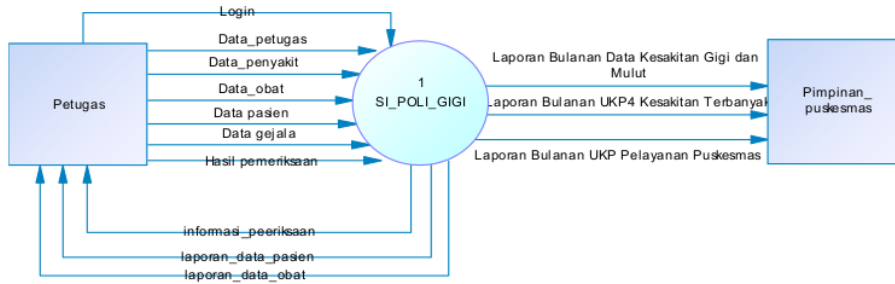 Login
Data_petugas
Data_penyakit
Data_obat
Data pasien
Data gejala
Hasil pemeriksaan
Petugas
1
SI_POLI_GIGI
Laporan Bulanan Data Kesakitan Gigi dan
Mulut
Laporan Bulanan UKP4 Kesakitan Terbanyak
Laporan Bulanan UKP Pelayanan Puskesmas
Pimpinan_
puskesmas
informasi_peeriksaan
laporan_data_pasien
laporan_data_obat